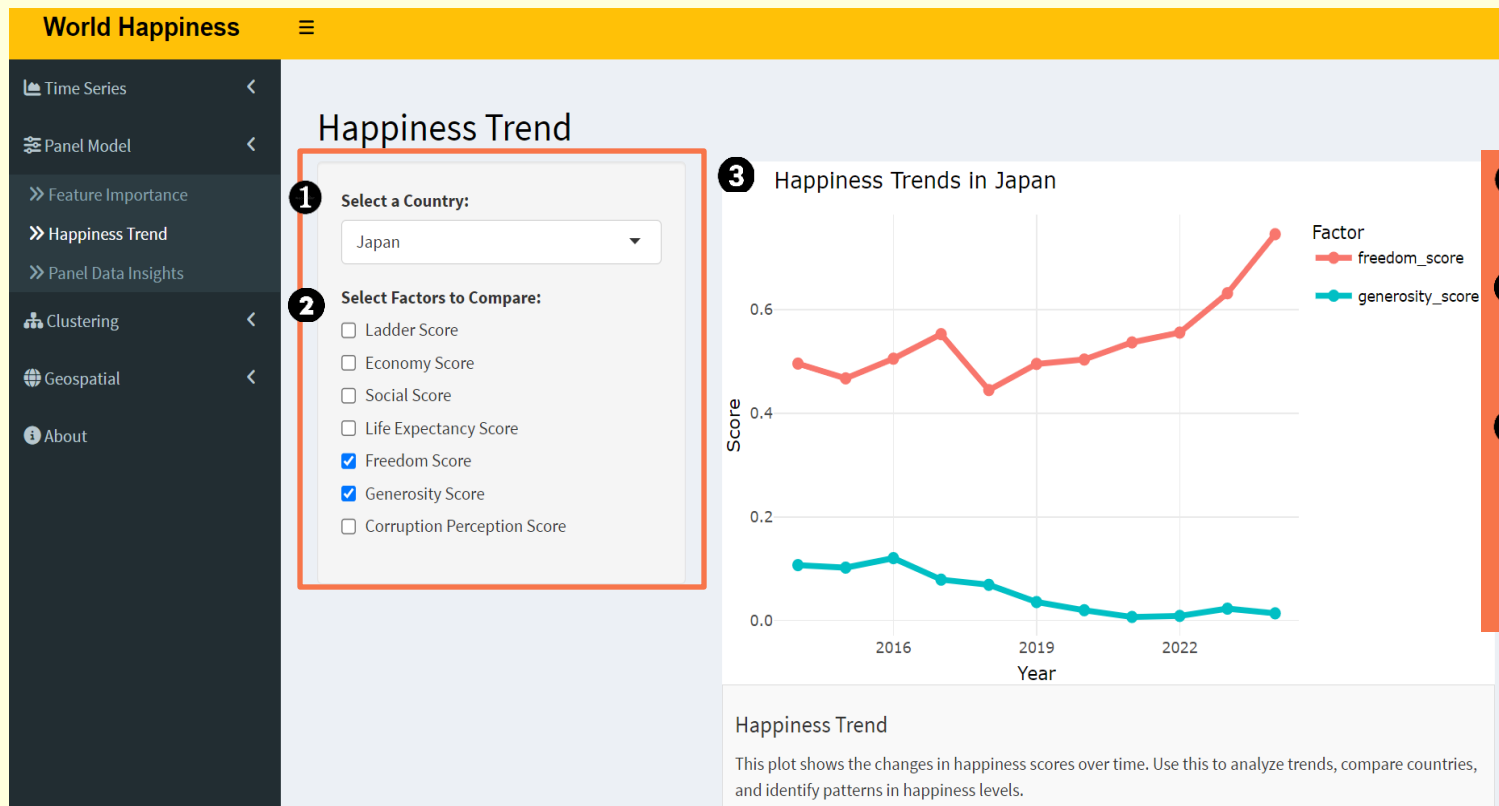 World Happiness
Time Series
Panel Model
Feature Importance
Happiness Trend
Panel Data Insights
Clustering
Geospatial
About
Happiness Trend
1
Select a Country:
Japan
2
Select Factors to Compare:
Ladder Score
Economy Score
Social Score
Life Expectancy Score
Freedom Score
Generosity Score
Corruption Perception Score
3
Happiness Trends in Japan
Factor
freedom_score
generosity_score
Score
0.6
0.4
0.2
0.0
2016 2019 2022
Year
Happiness Trend
This plot shows the changes in happiness scores over time. Use this to analyze trends, compare countries,
and identify patterns in happiness levels.